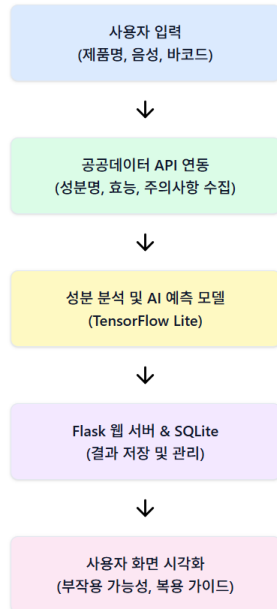 사용자 입력
(제품명, 음성, 바코드)
공공데이터 API 연동
(성분명, 효능, 주의사항 수집)
성분 분석 및 AI 예측 모델
(TensorFlow Lite)
Flask 웹 서버 & SQLite
(결과 저장 및 관리)
사용자 화면 시각화
(부작용 가능성, 복용 가이드)